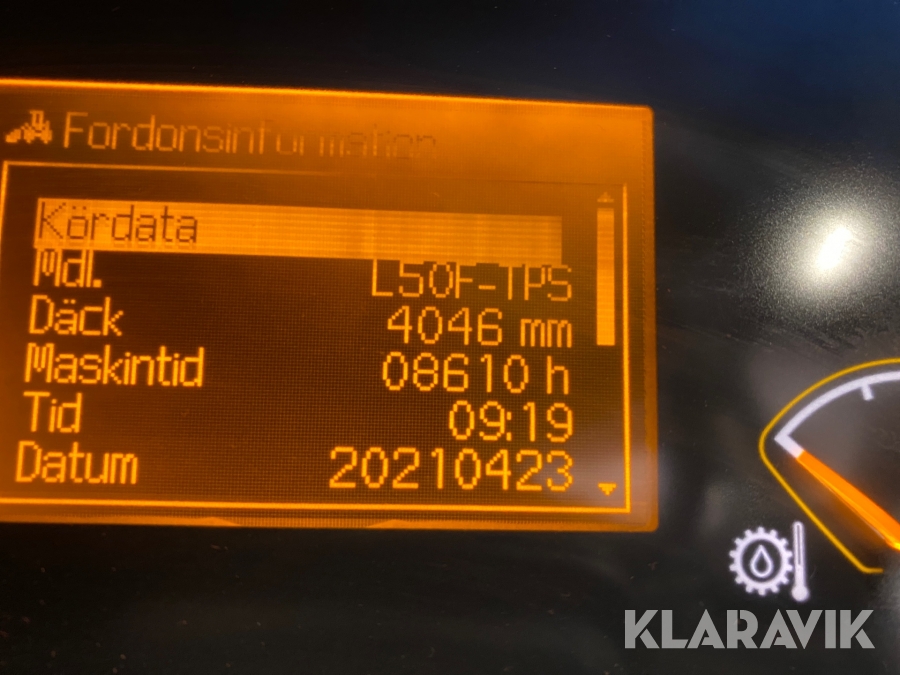 Fordonsinformation
Kördata
Mdl. L50F-TPS
Däck 4046 mm
Maskintid 08610 h
Tid 09:19
Datum 20210423
KLARAVIK